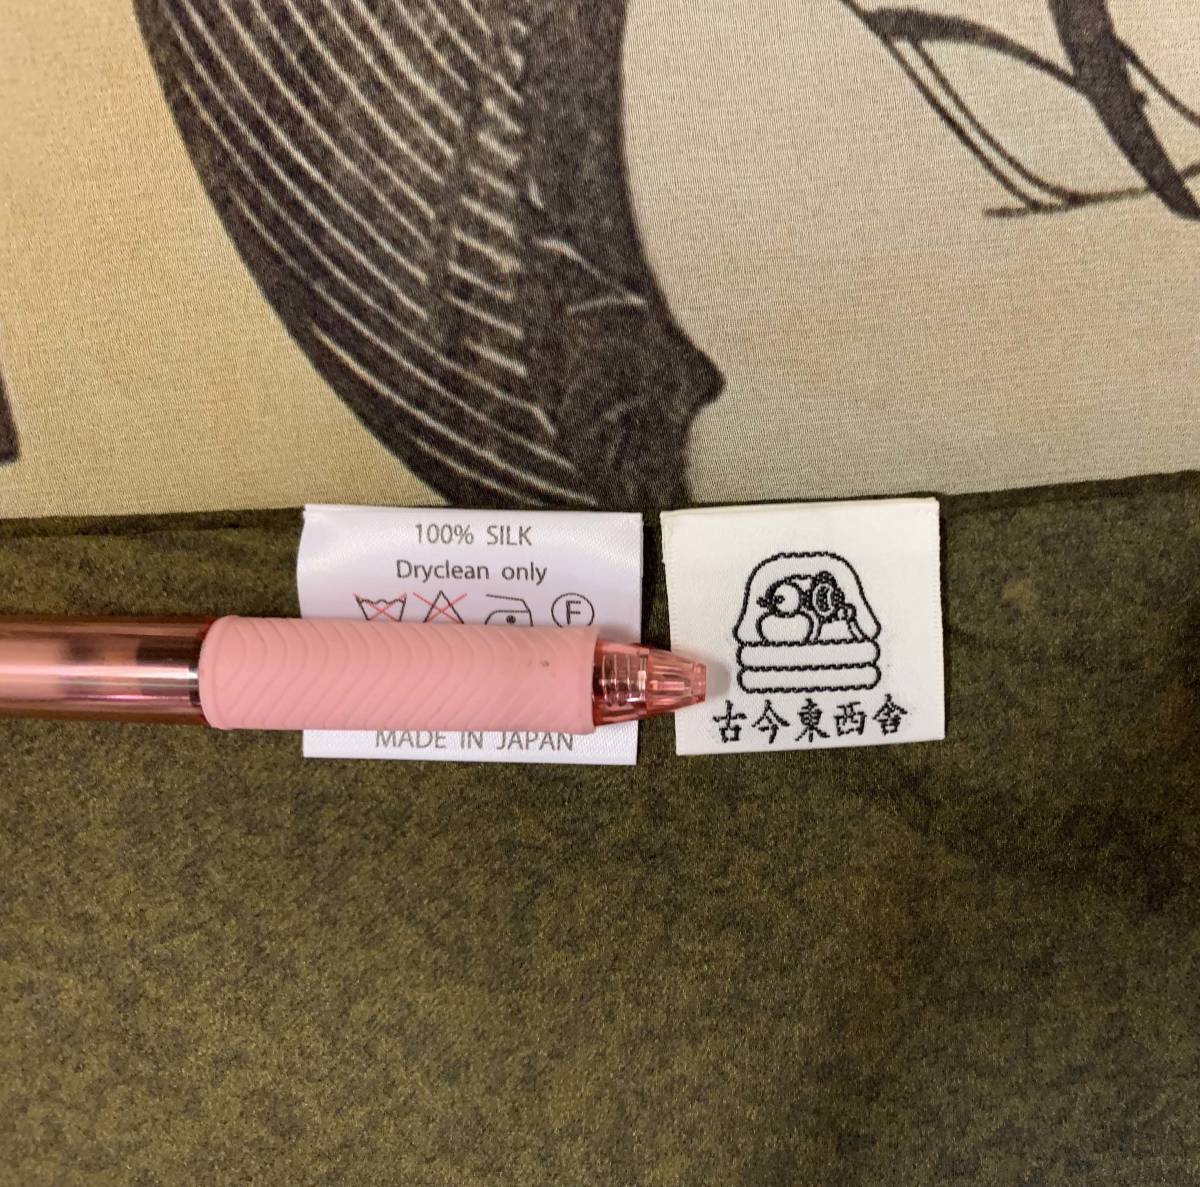 100% SILK
Dryclean only
F
MADE IN JAPAN
古今東西舎